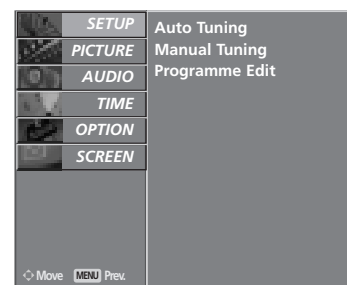 SETUP
PICTURE
AUDIO
TIME
OPTION
SCREEN
Auto Tuning
Manual Tuning
Programme Edit
Move MENU Prev.